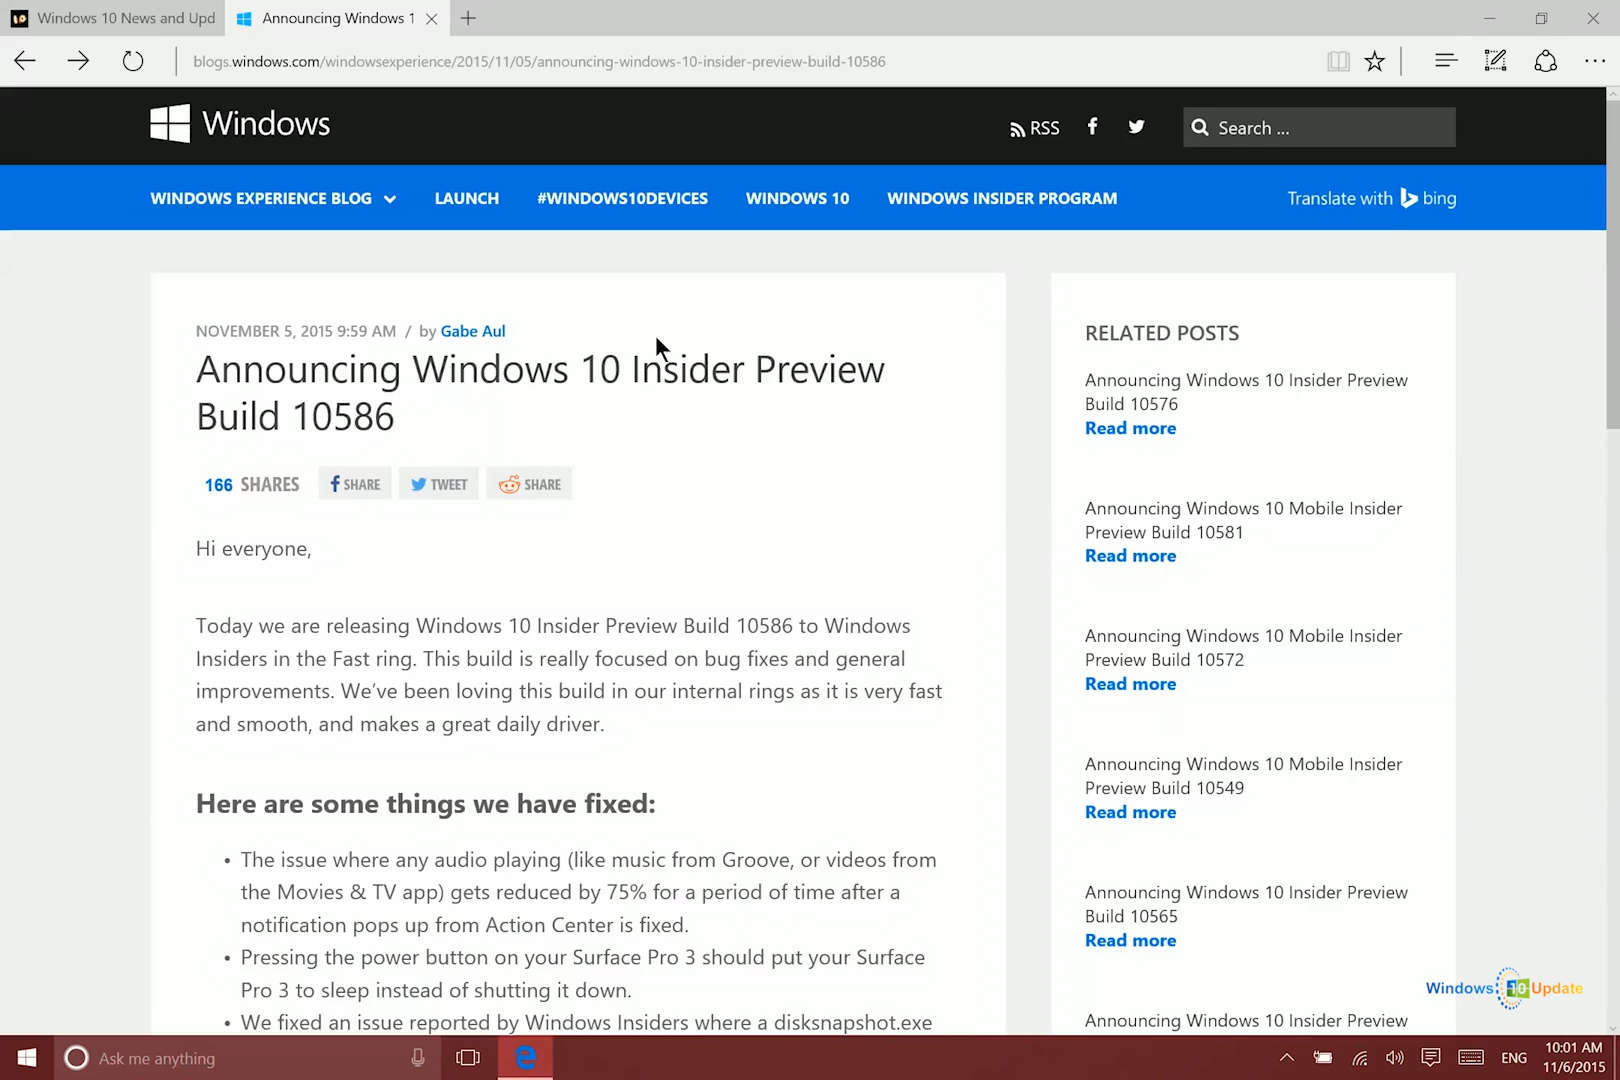 Windows 10 News and Upd
Announcing Windows 1
blogs.windows.com/windowsexperience/2015/11/05/announcing-windows-10-insider-preview-build-10586
Windows
RSS
Search ...
WINDOWS EXPERIENCE BLOG
LAUNCH
#WINDOWS10DEVICES
WINDOWS 10
WINDOWS INSIDER PROGRAM
Translate with bing
NOVEMBER 5, 2015 9:59 AM / by Gabe Aul
Announcing Windows 10 Insider Preview
Build 10586
166 SHARES
SHARE
TWEET
SHARE
Hi everyone,
Today we are releasing Windows 10 Insider Preview Build 10586 to Windows
Insiders in the Fast ring. This build is really focused on bug fixes and general
improvements. We’ve been loving this build in our internal rings as it is very fast
and smooth, and makes a great daily driver.
Here are some things we have fixed:
• The issue where any audio playing (like music from Groove, or videos from
the Movies & TV app) gets reduced by 75% for a period of time after a
notification pops up from Action Center is fixed.
• Pressing the power button on your Surface Pro 3 should put your Surface
Pro 3 to sleep instead of shutting it down.
• We fixed an issue reported by Windows Insiders where a disksnapshot.exe
RELATED POSTS
Announcing Windows 10 Insider Preview
Build 10576
Read more
Announcing Windows 10 Mobile Insider
Preview Build 10581
Read more
Announcing Windows 10 Mobile Insider
Preview Build 10572
Read more
Announcing Windows 10 Mobile Insider
Preview Build 10549
Read more
Announcing Windows 10 Insider Preview
Build 10565
Read more
Announcing Windows 10 Insider Preview
Windows 10 Update
Ask me anything
ENG
10:01 AM
11/6/2015